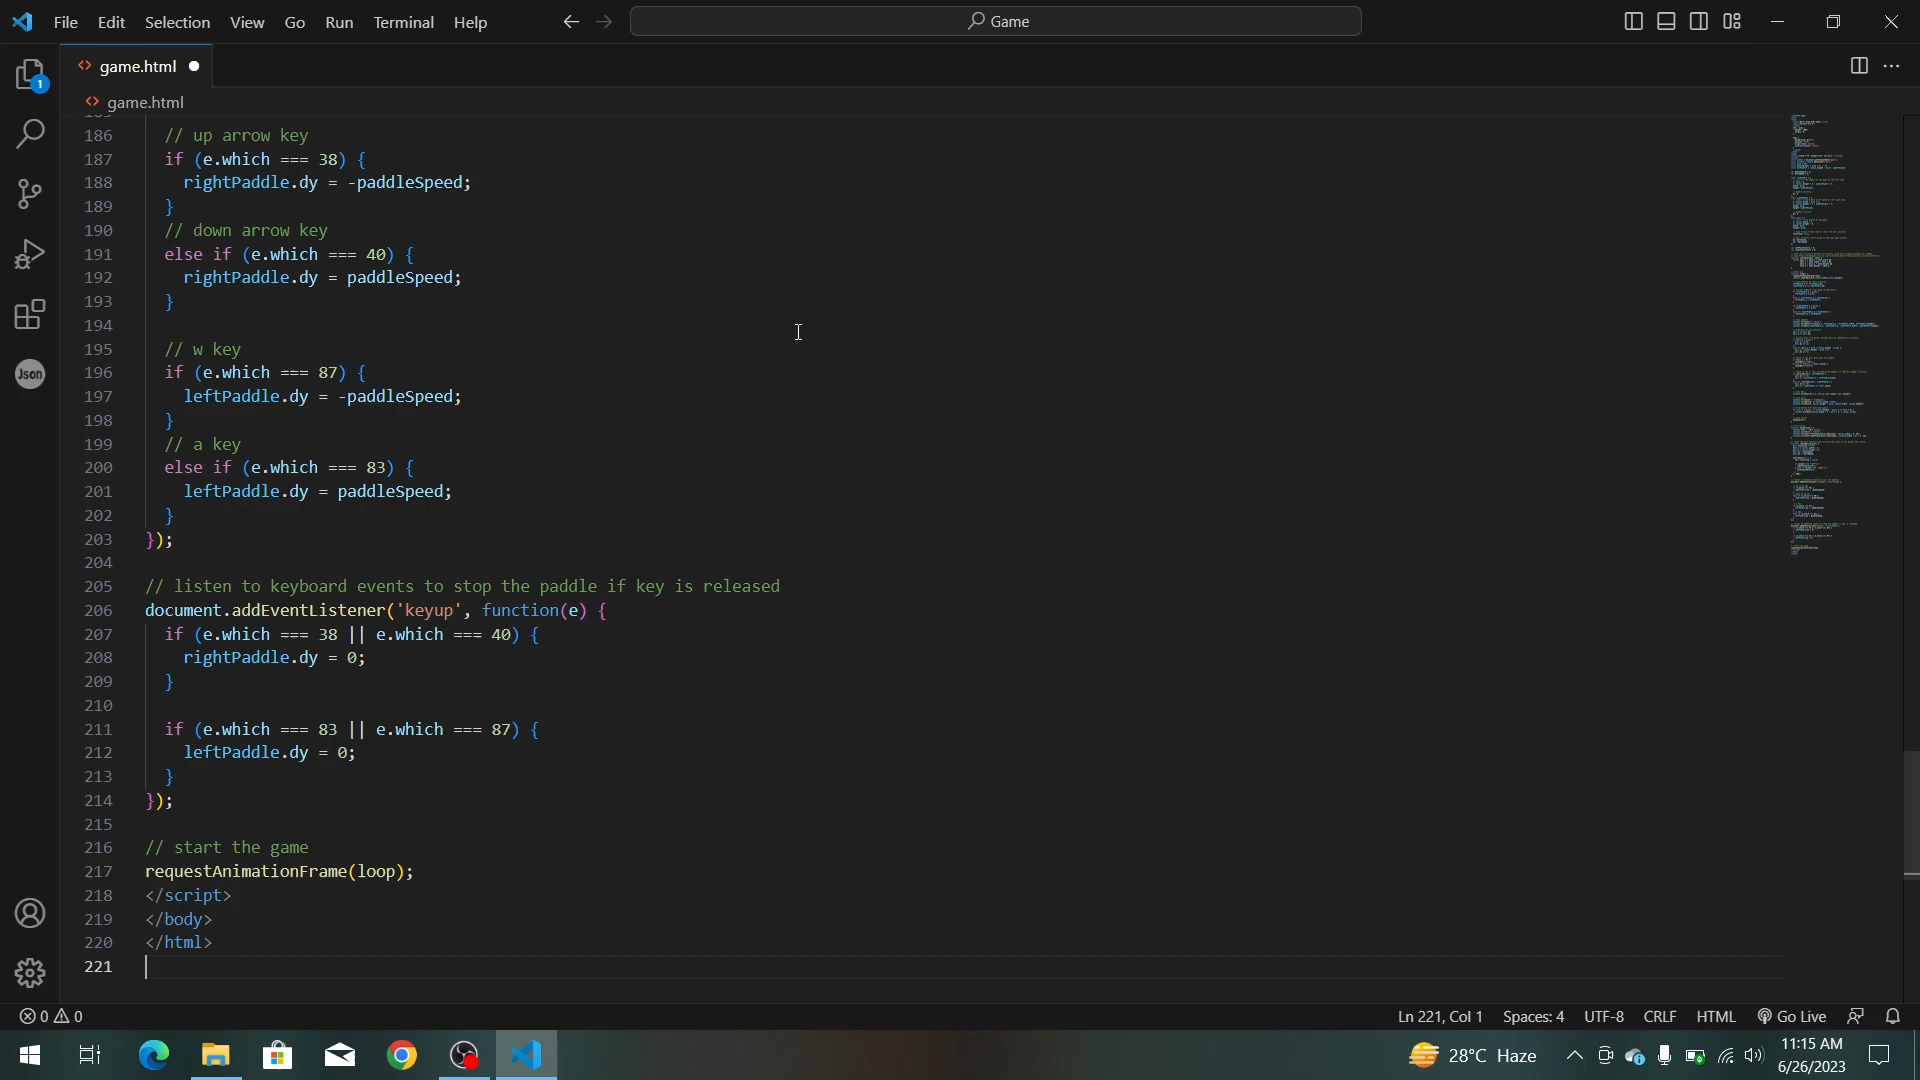 File Edit Selection View Go Run Terminal Help
Game
1
game.html
game.html
186 // up arrow key
187 if (e.which === 38) {
188 rightPaddle.dy = -paddleSpeed;
189 }
190 // down arrow key
191 else if (e.which === 40) {
192 rightPaddle.dy = paddleSpeed;
193 }
194
195 // w key
196 if (e.which === 87) {
197 leftPaddle.dy = -paddleSpeed;
198 }
199 // a key
200 else if (e.which === 83) {
201 leftPaddle.dy = paddleSpeed;
202 }
203 });
204
205 // listen to keyboard events to stop the paddle if key is released
206 document.addEventListener('keyup', function(e) {
207 if (e.which === 38 || e.which === 40) {
208 rightPaddle.dy = 0;
209 }
210
211 if (e.which === 83 || e.which === 87) {
212 leftPaddle.dy = 0;
213 }
214 });
215
216 // start the game
217 requestAnimationFrame(loop);
218 </script>
219 </body>
220 </html>
221
Json
0 0
Ln 221, Col 1 Spaces: 4 UTF-8 CRLF HTML Go Live
28°C Haze
11:15 AM
6/26/2023